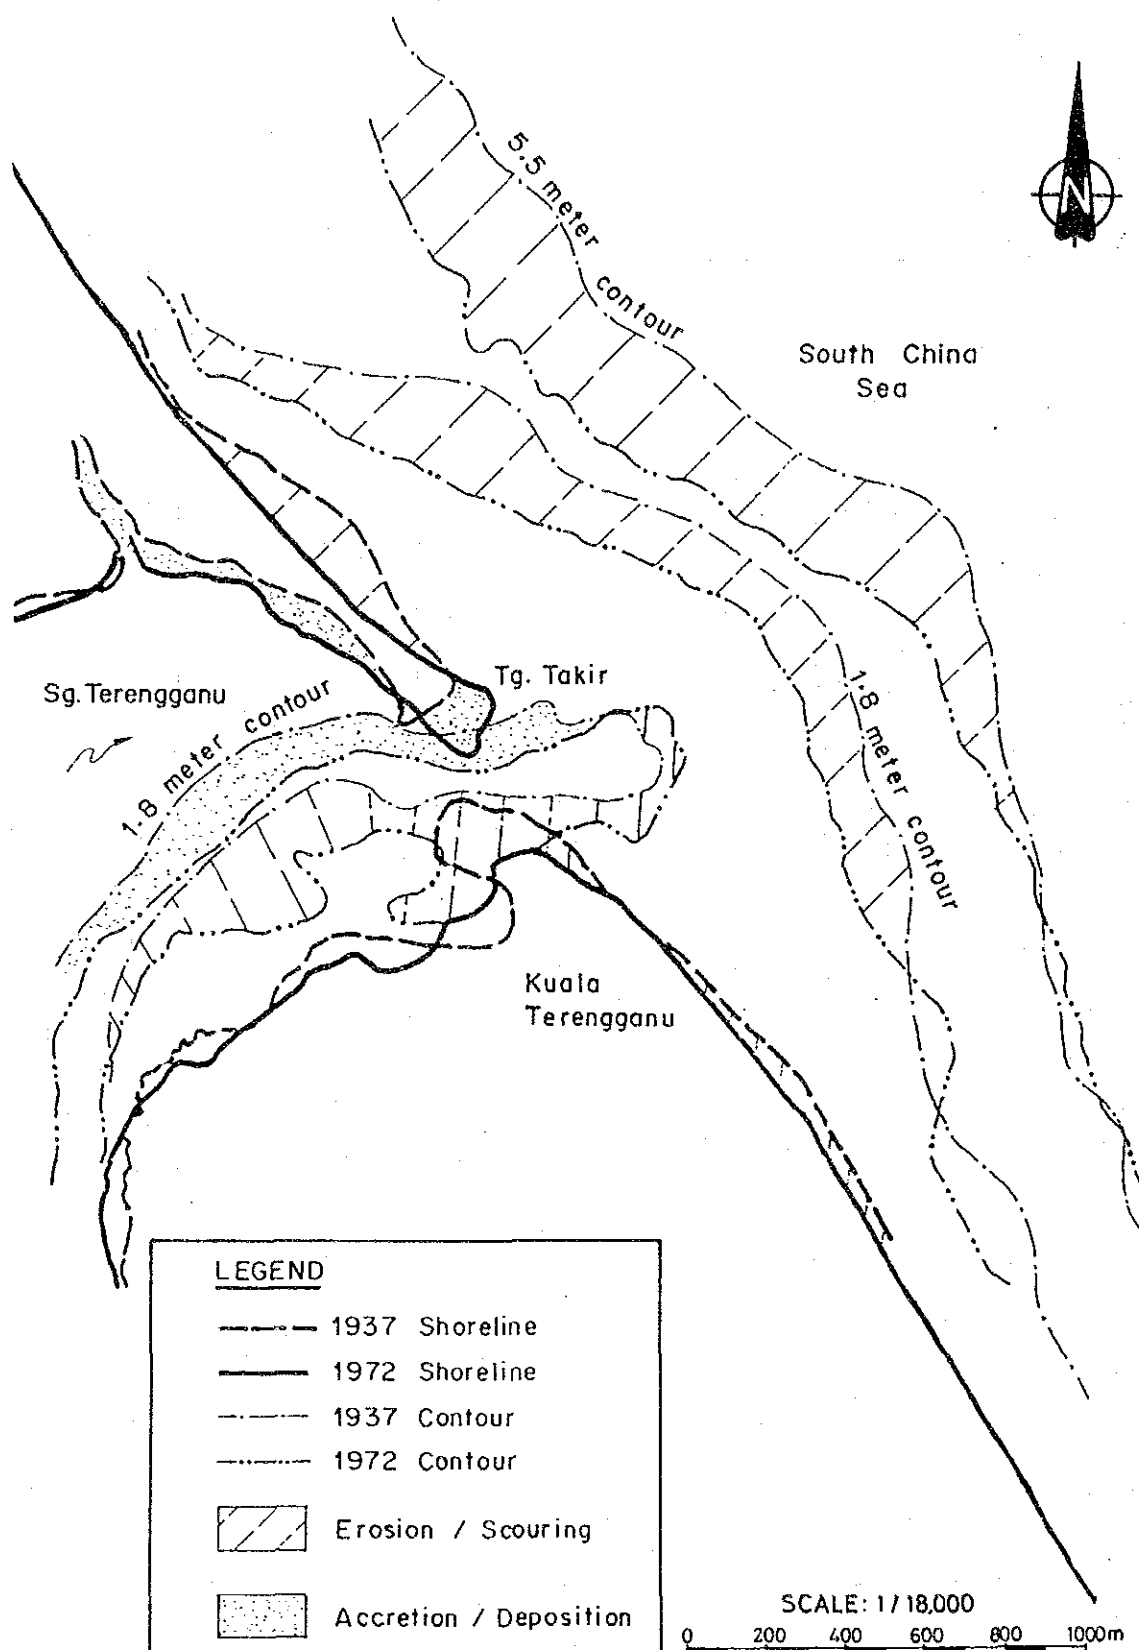 5.5 meter contour
N
South China
Sea
Tg. Takir
Sg. Terengganu
1.8 meter contour
1.8 meter contour
Kuala
Terengganu
LEGEND
1937 Shoreline
1972 Shoreline
1937 Contour
1972 Contour
Erosion / Scouring
Accretion / Deposition
SCALE: 1 / 18,000
0 200 400 600 800 1000m